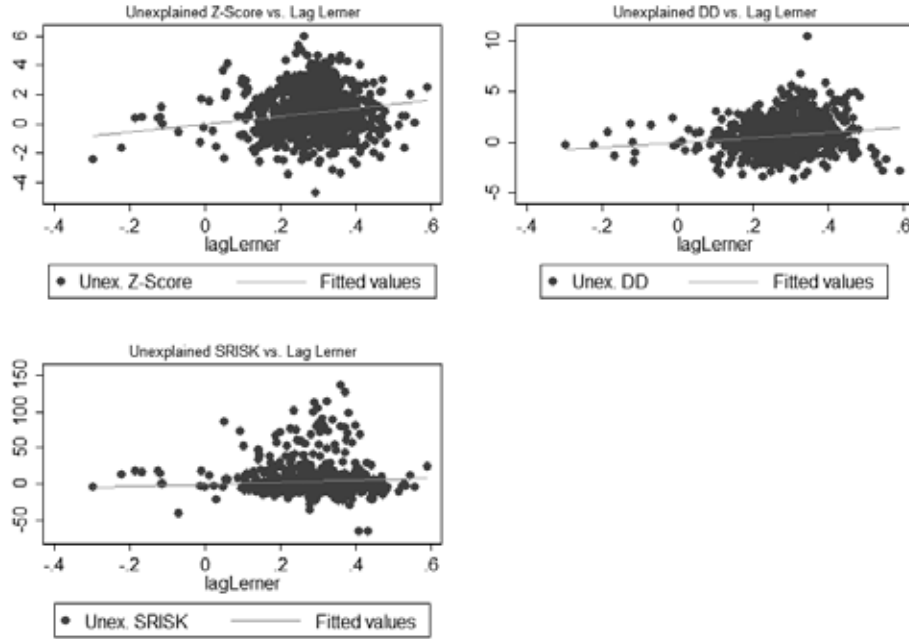 Unexplained Z-Score vs. Lag Lerner
6
4
2
0
-2
-4
-.4 -.2 0 .2 .4 .6
lagLerner
Unex. Z-Score Fitted values
Unexplained DD vs. Lag Lerner
10
5
0
-5
-.4 -.2 0 .2 .4 .6
lagLerner
Unex. DD Fitted values
Unexplained SRISK vs. Lag Lerner
150
100
50
0
-50
-.4 -.2 0 .2 .4 .6
lagLerner
Unex. SRISK Fitted values